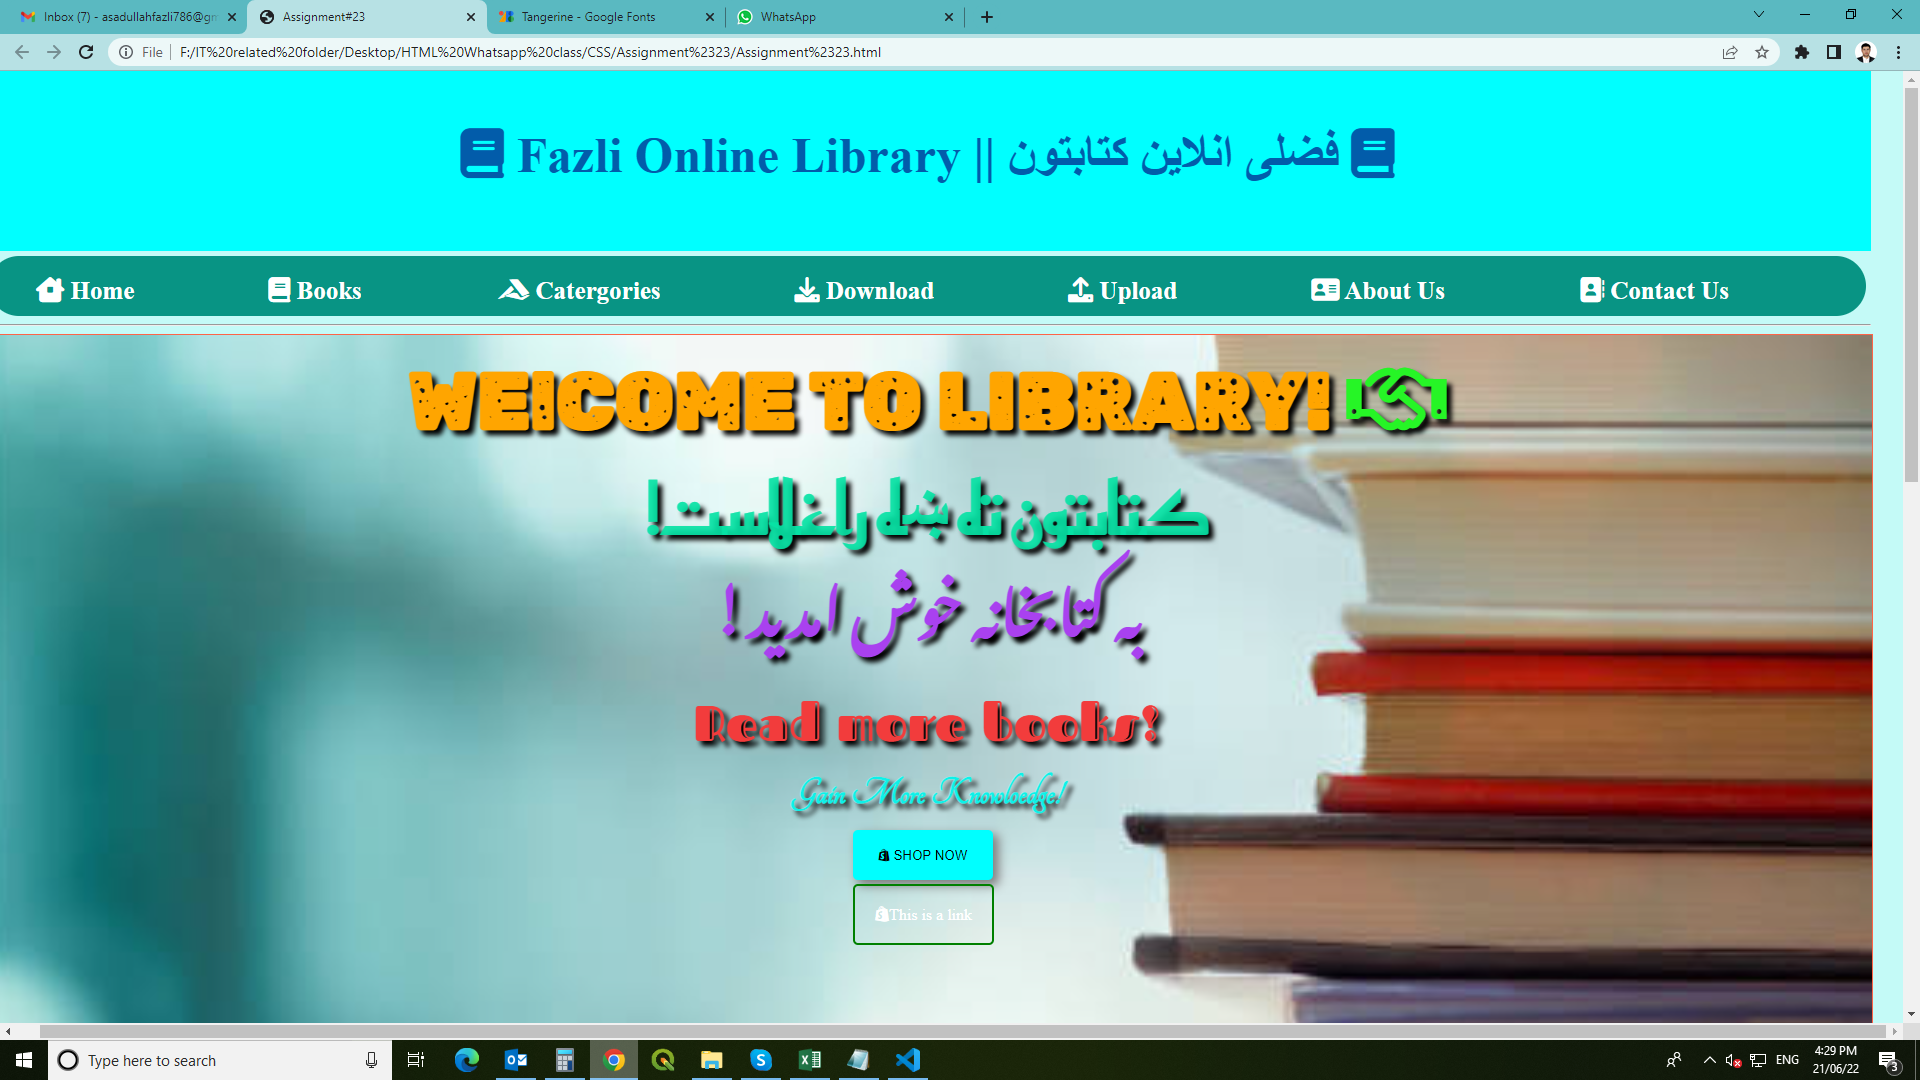 Inbox (7) - asadullahfazli786@gm
Assignment#23
Tangerine - Google Fonts
WhatsApp
File
F:/IT%20related%20folder/Desktop/HTML%20Whatsapp%20class/CSS/Assignment%2323/Assignment%2323.html
Fazli Online Library || فضلی انلاین کتابتون
Home Books Catergories Download Upload About Us Contact Us
WElCOME TO LIBRARY!
کتابتون ته ښه راغلاست!
به کتابخانه خوش امدید!
Read more books!
Gain More Knowloedge!
SHOP NOW
This is a link
Type here to search
ENG
4:29 PM
21/06/22
3